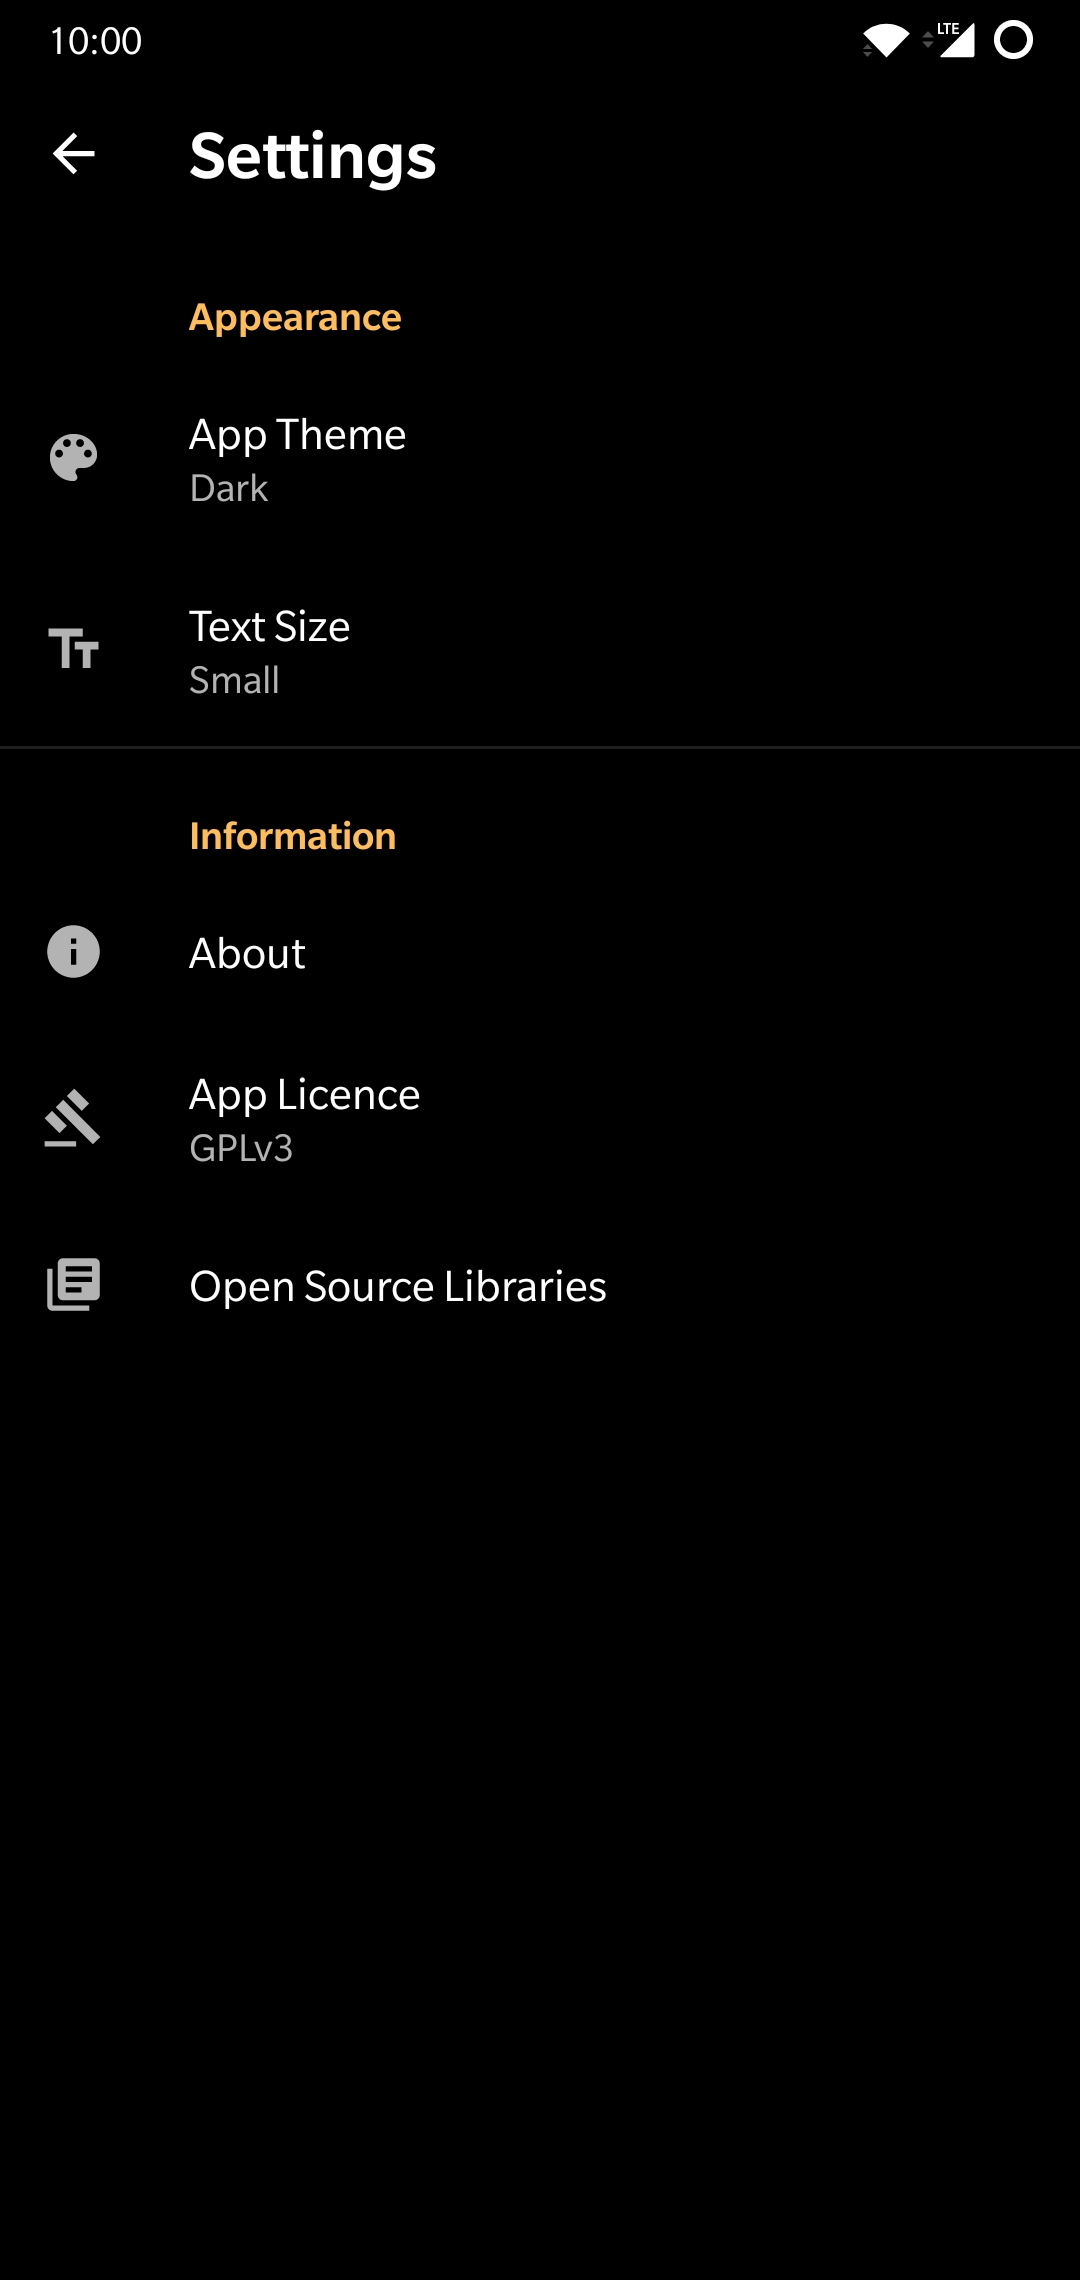 10:00
LTE
Settings
Appearance
App Theme
Dark
Text Size
Small
Information
About
App Licence
GPLv3
Open Source Libraries